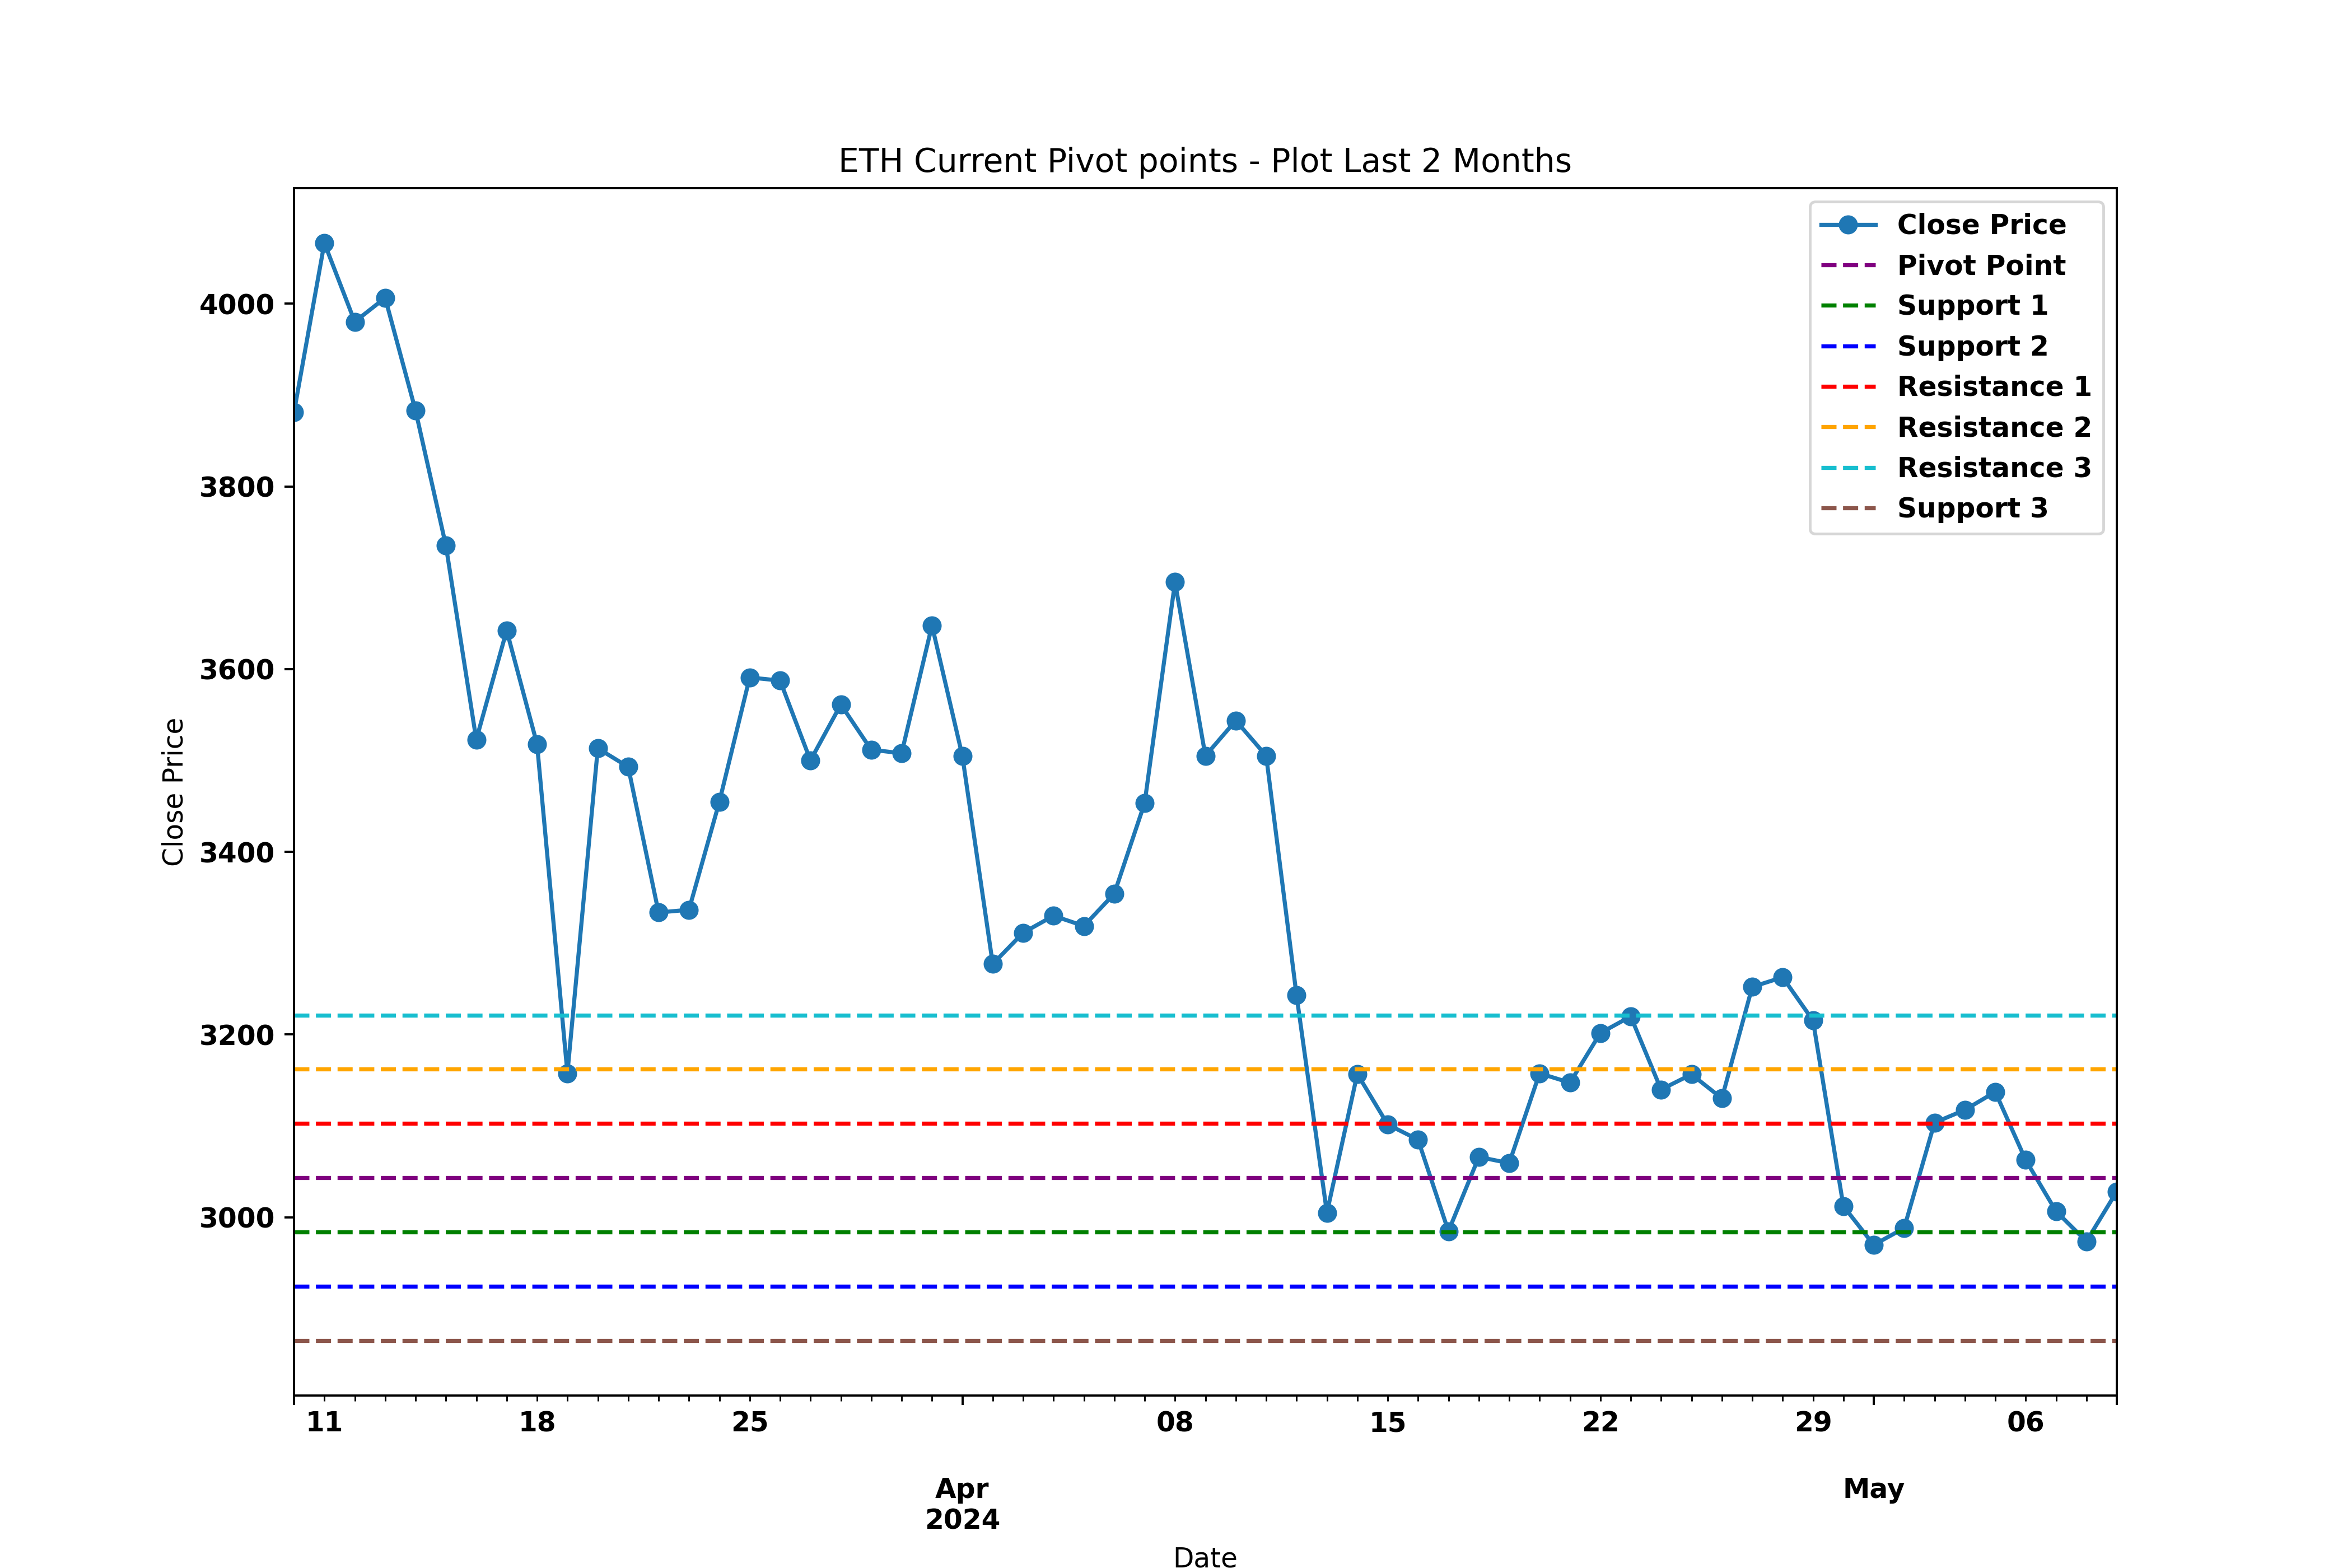 ETH Current Pivot points - Plot Last 2 Months
Close Price
Pivot Point
Support 1
Support 2
Resistance 1
Resistance 2
Resistance 3
Support 3
Close Price
4000
3800
3600
3400
3200
3000
11 18 25 08 15 22 29 06
Apr May
2024
Date